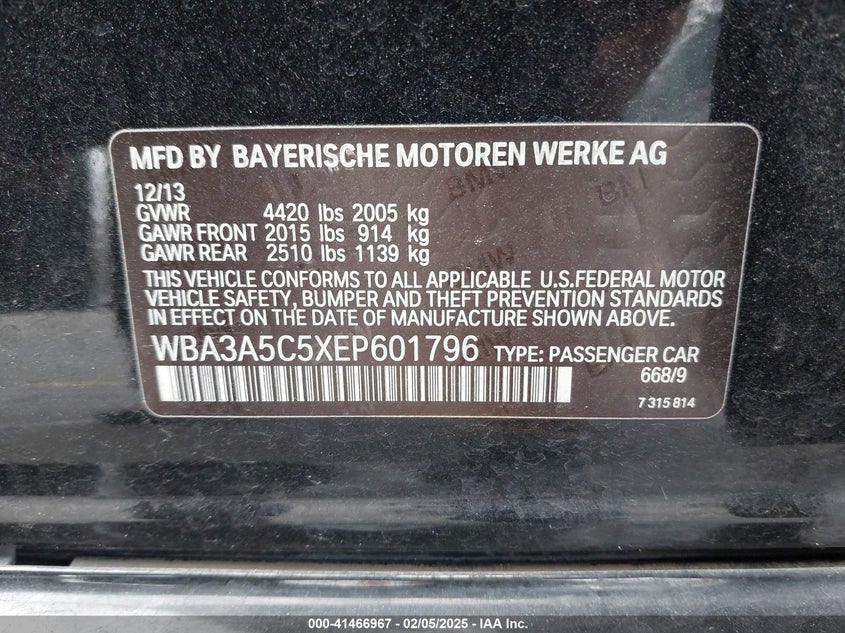 MFD BY BAYERISCHE MOTOREN WERKE AG
12/13
GVWR 4420 lbs 2005 kg
GAWR FRONT 2015 lbs 914 kg
GAWR REAR 2510 lbs 1139 kg
THIS VEHICLE CONFORMS TO ALL APPLICABLE U.S.FEDERAL MOTOR
VEHICLE SAFETY, BUMPER AND THEFT PREVENTION STANDARDS
IN EFFECT ON THE DATE OF MANUFACTURE SHOWN ABOVE.
WBA3A5C5XEP601796 TYPE: PASSENGER CAR
668/9
7 315 814
000-41466967 - 02/05/2025 - IAA Inc.